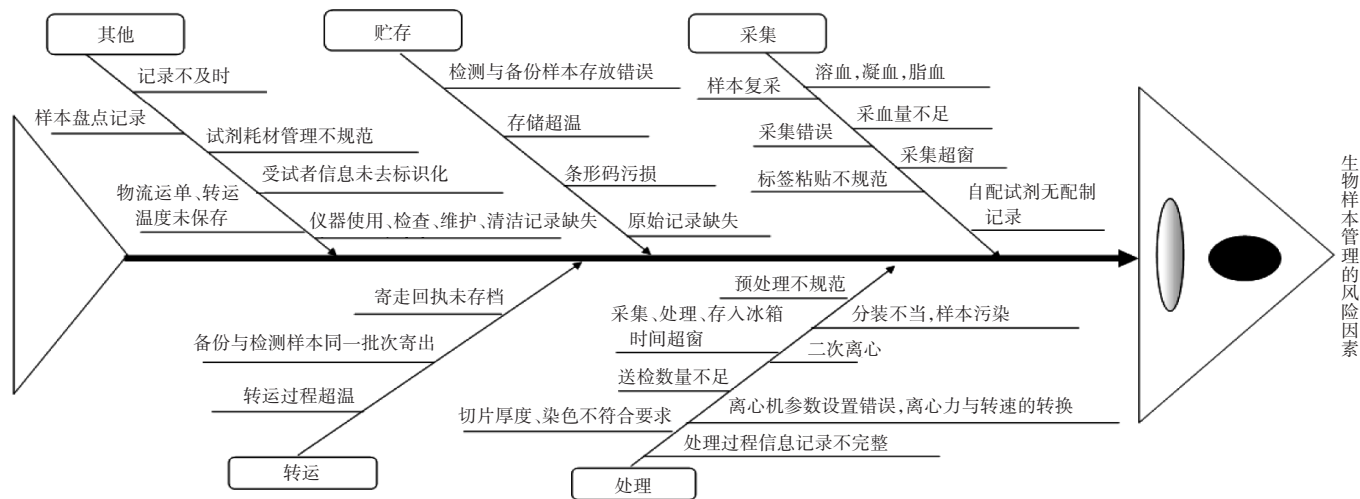 其他
记录不及时
样本盘点记录
试剂耗材管理不规范
受试者信息未去标识化
物流运单、转运
温度未保存
仪器使用、检查、维护、清洁记录缺失
贮存
检测与备份样本存放错误
存储超温
条形码污损
原始记录缺失
采集
溶血,凝血,脂血
样本复采
采血量不足
采集错误
采集超窗
标签粘贴不规范
自配试剂无配制
记录
生物样本管理的风险因素
寄走回执未存档
备份与检测样本同一批次寄出
转运过程超温
转运
预处理不规范
采集、处理、存入冰箱
时间超窗
分装不当,样本污染
二次离心
送检数量不足
切片厚度、染色不符合要求
离心机参数设置错误,离心力与转速的转换
处理过程信息记录不完整
处理